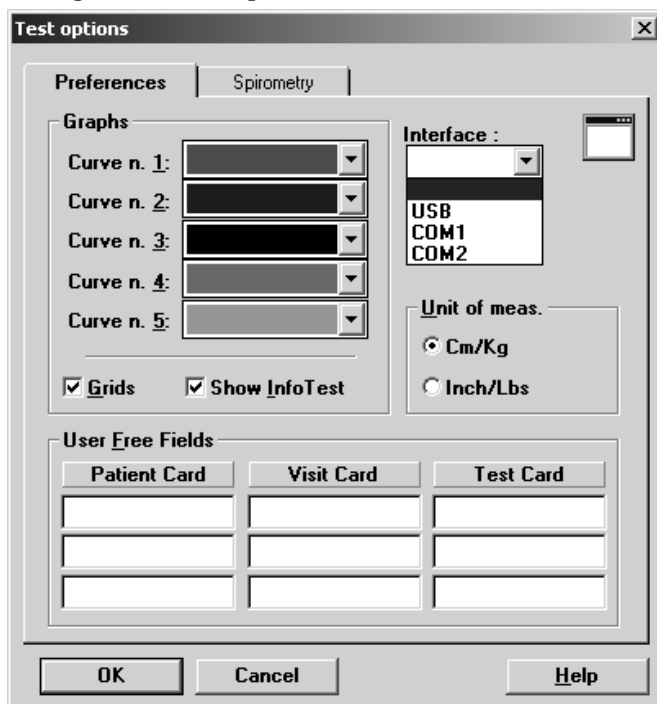 Test options
Preferences
Spirometry
Graphs
Curve n. 1:
Curve n. 2:
Curve n. 3:
Curve n. 4:
Curve n. 5:
Grids
Show InfoTest
Interface :
USB
COM1
COM2
Unit of meas.
Cm/Kg
Inch/Lbs
User Free Fields
Patient Card
Visit Card
Test Card
OK
Cancel
Help